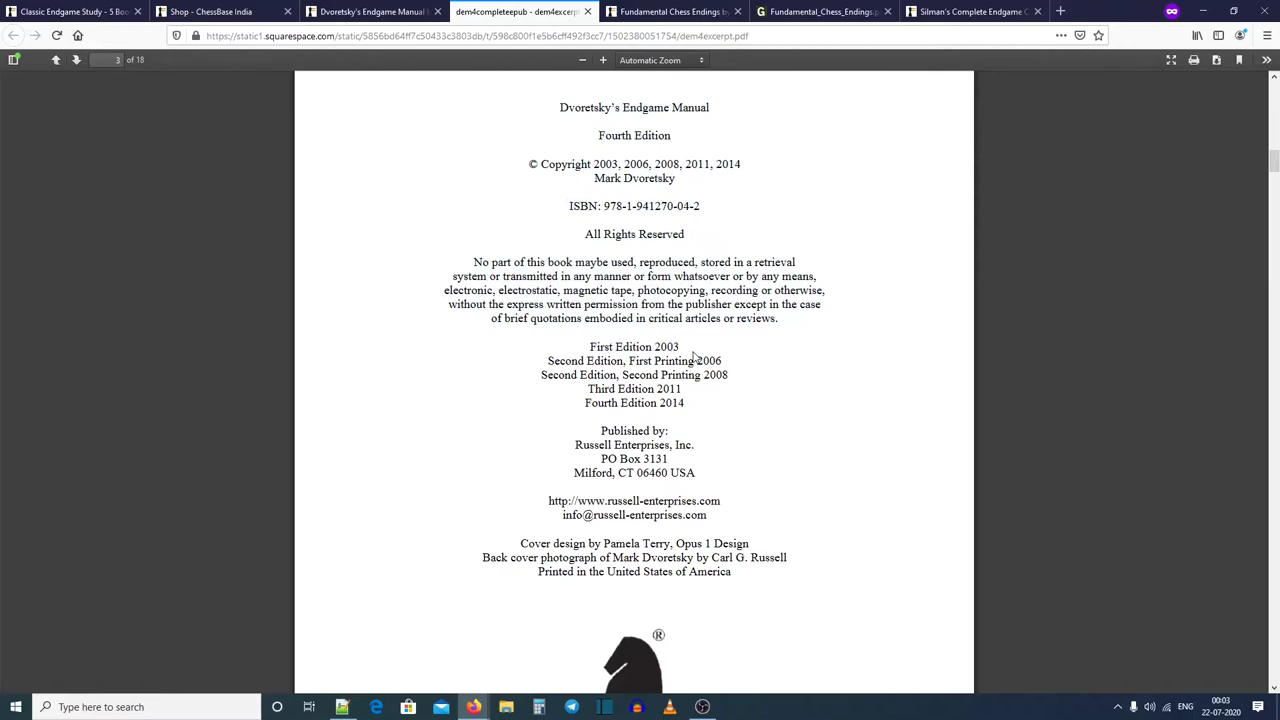 Classic Endgame Study - 5 Boo
Shop - ChessBase India
Dvoretsky's Endgame Manual
dem4completeepub - dem4excerpt
Fundamental Chess Endings by
Fundamental_Chess_Endings.p
Silman's Complete Endgame C
https://static1.squarespace.com/static/5856bd64ff7c50433c3803db/t/598c800f1e5b6cff492f3cc7/1502380051754/dem4excerpt.pdf
3 of 18
Automatic Zoom
Dvoretsky's Endgame Manual
Fourth Edition
© Copyright 2003, 2006, 2008, 2011, 2014
Mark Dvoretsky
ISBN: 978-1-941270-04-2
All Rights Reserved
No part of this book maybe used, reproduced, stored in a retrieval
system or transmitted in any manner or form whatsoever or by any means,
electronic, electrostatic, magnetic tape, photocopying, recording or otherwise,
without the express written permission from the publisher except in the case
of brief quotations embodied in critical articles or reviews.
First Edition 2003
Second Edition, First Printing 2006
Second Edition, Second Printing 2008
Third Edition 2011
Fourth Edition 2014
Published by:
Russell Enterprises, Inc.
PO Box 3131
Milford, CT 06460 USA
http://www.russell-enterprises.com
info@russell-enterprises.com
Cover design by Pamela Terry, Opus 1 Design
Back cover photograph of Mark Dvoretsky by Carl G. Russell
Printed in the United States of America
®
Type here to search
ENG
00:03
22-07-2020